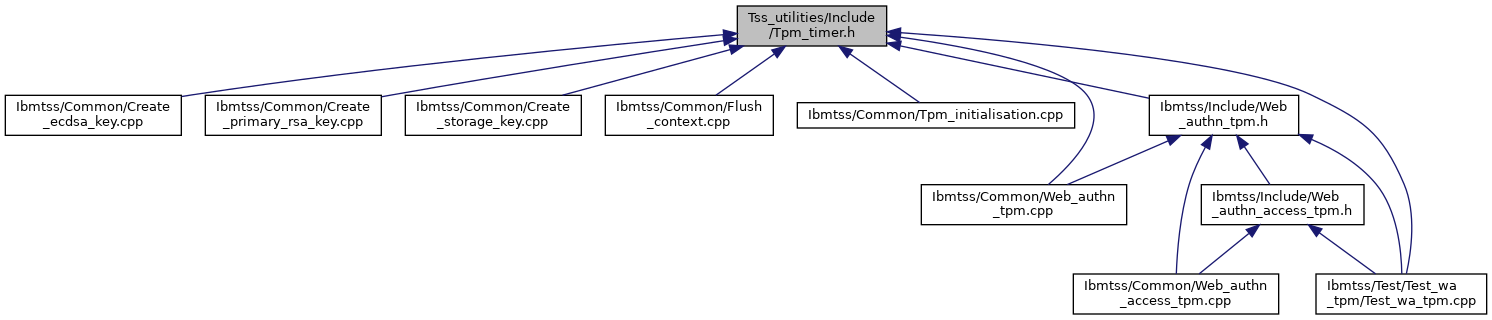 Tss_utilities/Include
/Tpm_timer.h
Ibmtss/Common/Create
_ecdsa_key.cpp
Ibmtss/Common/Create
_primary_rsa_key.cpp
Ibmtss/Common/Create
_storage_key.cpp
Ibmtss/Common/Flush
_context.cpp
Ibmtss/Common/Tpm_initialisation.cpp
Ibmtss/Include/Web
_authn_tpm.h
Ibmtss/Common/Web_authn
_tpm.cpp
Ibmtss/Include/Web
_authn_access_tpm.h
Ibmtss/Common/Web_authn
_access_tpm.cpp
Ibmtss/Test/Test_wa
_tpm/Test_wa_tpm.cpp